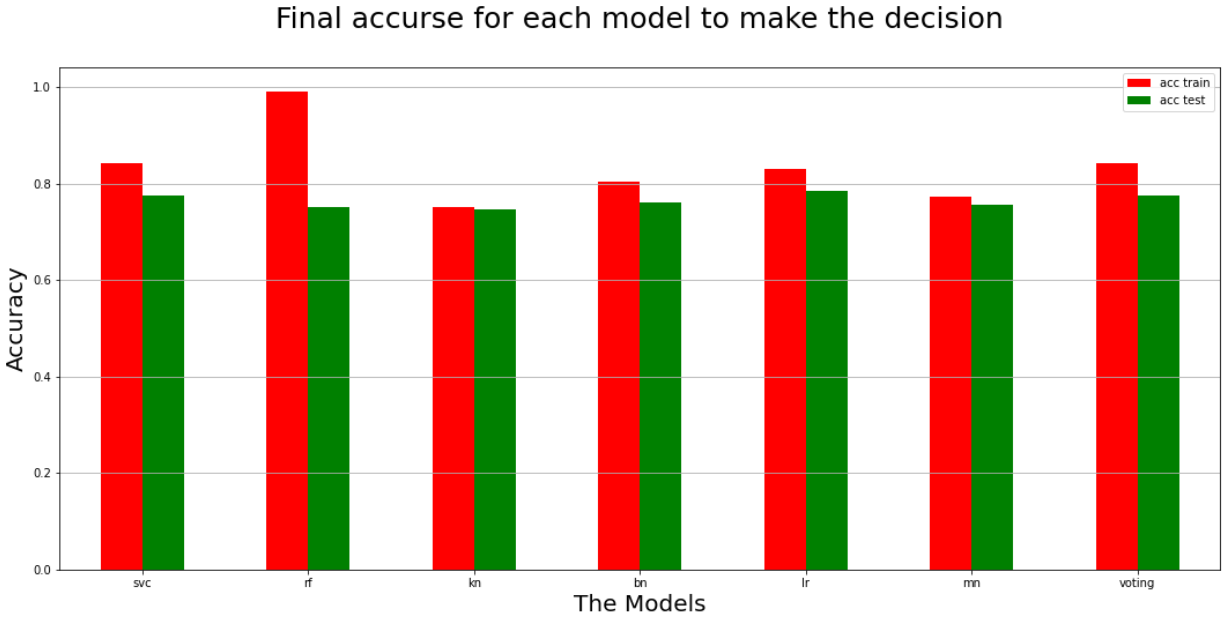 Final accurse for each model to make the decision
acc train
acc test
1.0
0.8
0.6
0.4
0.2
0.0
Accuracy
svc rf kn bn lr mn voting
The Models